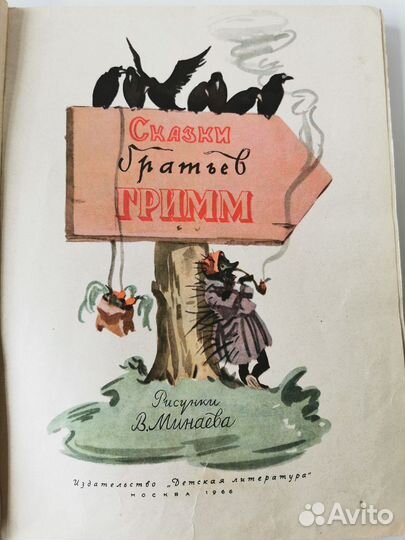 Сказки
братьев
ГРИММ
Рисунки
В. Минаева
Издательство „Детская литература"
МОСКВА 1966
Avito